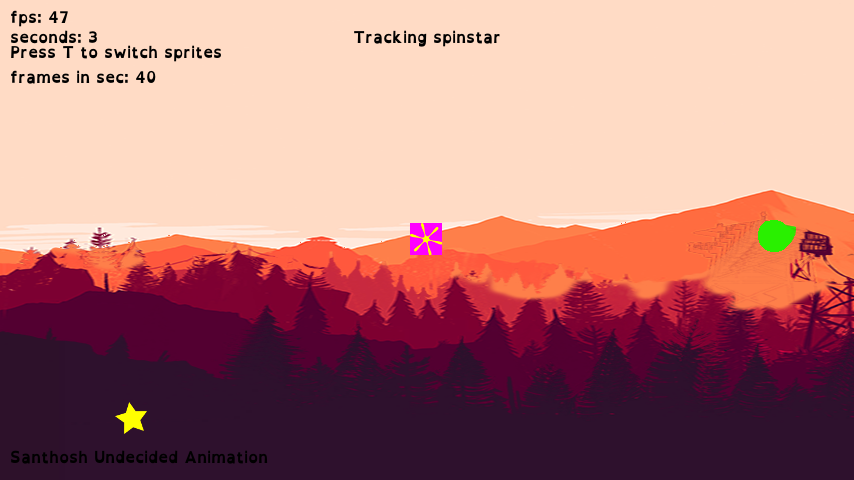 fps: 47
seconds: 3
Tracking spinstar
Press T to switch sprites
frames in sec: 40
Santhosh Undecided Animation